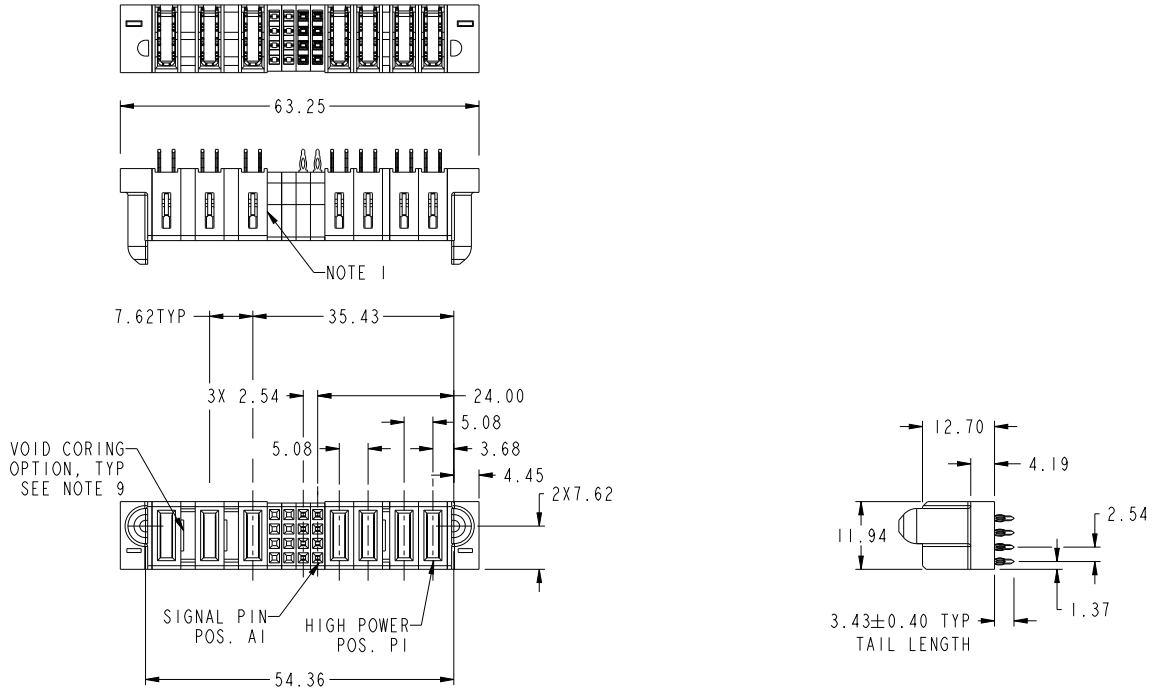 63.25
NOTE 1
7.62TYP
35.43
3X 2.54
24.00
5.08
5.08
3.68
4.45
VOID CORING
OPTION, TYP
SEE NOTE 9
2X7.62
SIGNAL PIN
POS. A1
HIGH POWER
POS. P1
54.36
12.70
4.19
2.54
11.94
1.37
3.43±0.40 TYP
TAIL LENGTH